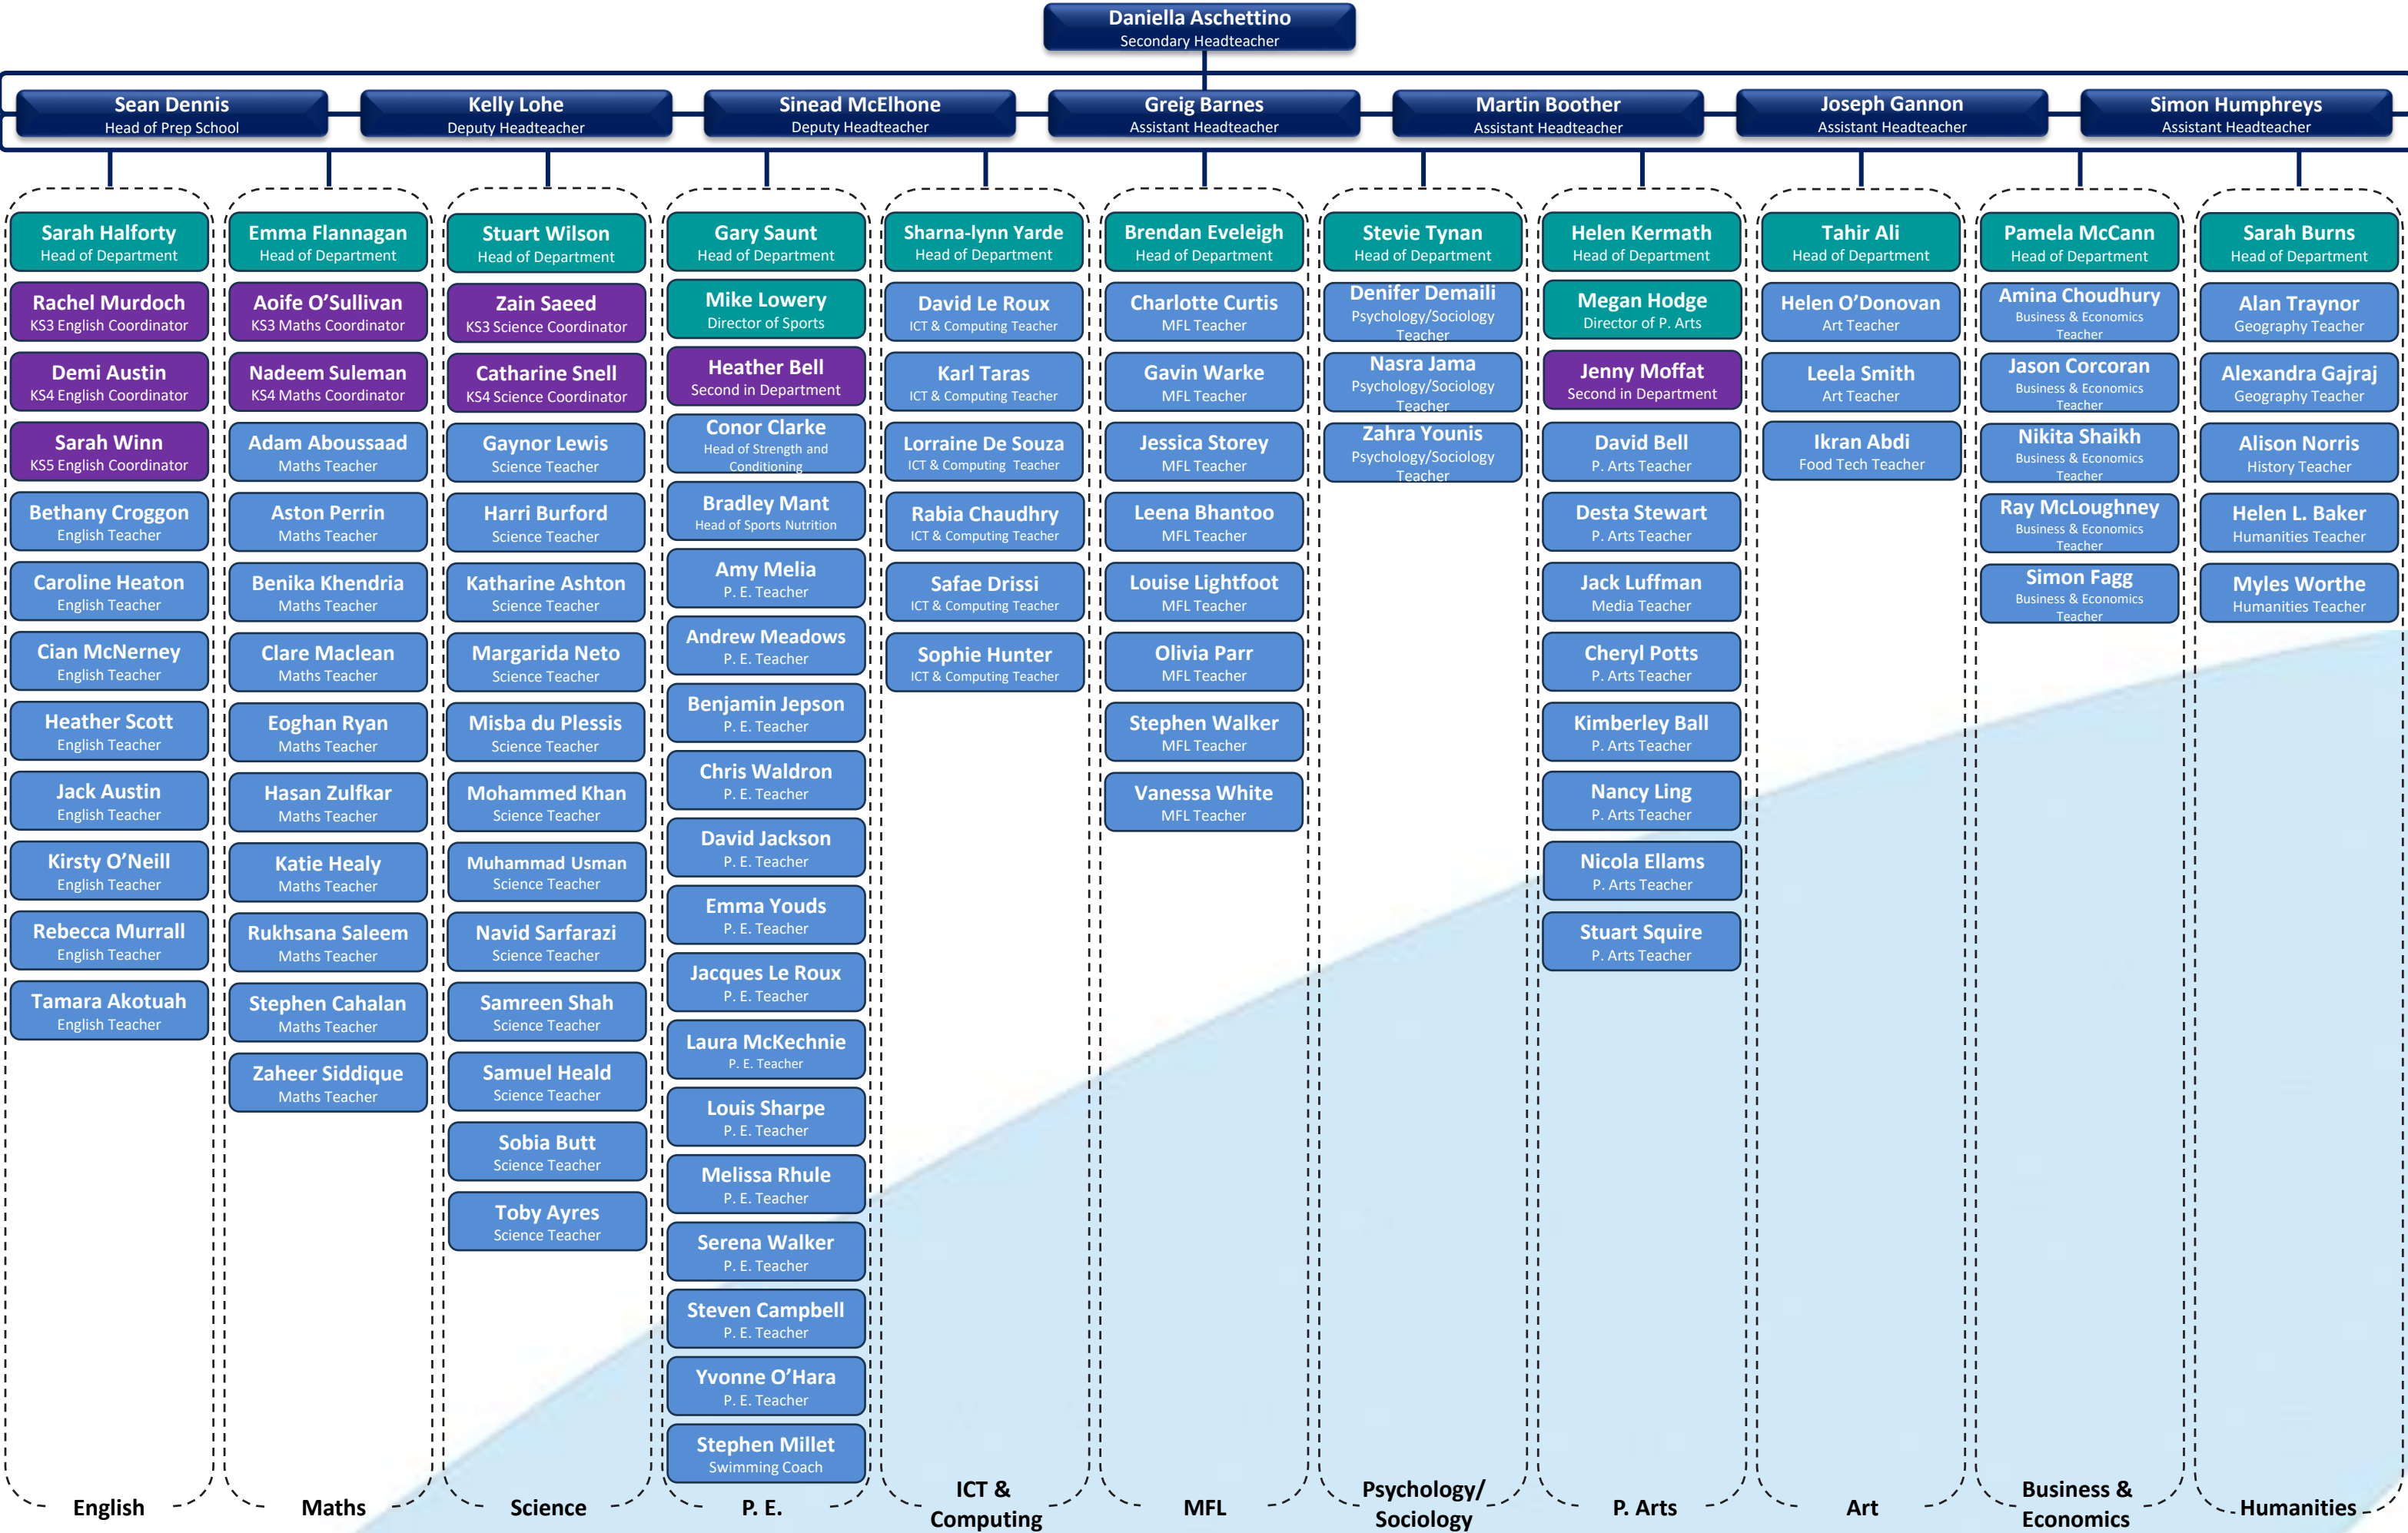 Daniella Aschettino
Secondary Headteacher
Sean Dennis
Head of Prep School
Kelly Lohe
Deputy Headteacher
Sinead McElhone
Deputy Headteacher
Greig Barnes
Assistant Headteacher
Martin Boother
Assistant Headteacher
Joseph Gannon
Assistant Headteacher
Simon Humphreys
Assistant Headteacher
Sarah Halforty
Head of Department
Rachel Murdoch
KS3 English Coordinator
Demi Austin
KS4 English Coordinator
Sarah Winn
KS5 English Coordinator
Bethany Croggon
English Teacher
Caroline Heaton
English Teacher
Cian McNerney
English Teacher
Heather Scott
English Teacher
Jack Austin
English Teacher
Kirsty O’Neill
English Teacher
Rebecca Murrall
English Teacher
Tamara Akotuah
English Teacher
English
Emma Flannagan
Head of Department
Aoife O’Sullivan
KS3 Maths Coordinator
Nadeem Suleman
KS4 Maths Coordinator
Adam Aboussaad
Maths Teacher
Aston Perrin
Maths Teacher
Benika Khendria
Maths Teacher
Clare Maclean
Maths Teacher
Eoghan Ryan
Maths Teacher
Hasan Zulfkar
Maths Teacher
Katie Healy
Maths Teacher
Rukhsana Saleem
Maths Teacher
Stephen Cahalan
Maths Teacher
Zaheer Siddique
Maths Teacher
Maths
Stuart Wilson
Head of Department
Zain Saeed
KS3 Science Coordinator
Catharine Snell
KS4 Science Coordinator
Gaynor Lewis
Science Teacher
Harri Burford
Science Teacher
Katharine Ashton
Science Teacher
Margarida Neto
Science Teacher
Misba du Plessis
Science Teacher
Mohammed Khan
Science Teacher
Muhammad Usman
Science Teacher
Navid Sarfarazi
Science Teacher
Samreen Shah
Science Teacher
Samuel Heald
Science Teacher
Sobia Butt
Science Teacher
Toby Ayres
Science Teacher
Science
Gary Saunt
Head of Department
Mike Lowery
Director of Sports
Heather Bell
Second in Department
Conor Clarke
Head of Strength and
Conditioning
Bradley Mant
Head of Sports Nutrition
Amy Melia
P. E. Teacher
Andrew Meadows
P. E. Teacher
Benjamin Jepson
P. E. Teacher
Chris Waldron
P. E. Teacher
David Jackson
P. E. Teacher
Emma Youds
P. E. Teacher
Jacques Le Roux
P. E. Teacher
Laura McKechnie
P. E. Teacher
Louis Sharpe
P. E. Teacher
Melissa Rhule
P. E. Teacher
Serena Walker
P. E. Teacher
Steven Campbell
P. E. Teacher
Yvonne O’Hara
P. E. Teacher
Stephen Millet
Swimming Coach
P. E.
Sharna-lynn Yarde
Head of Department
David Le Roux
ICT & Computing Teacher
Karl Taras
ICT & Computing Teacher
Lorraine De Souza
ICT & Computing Teacher
Rabia Chaudhry
ICT & Computing Teacher
Safae Drissi
ICT & Computing Teacher
Sophie Hunter
ICT & Computing Teacher
ICT &
Computing
Brendan Eveleigh
Head of Department
Charlotte Curtis
MFL Teacher
Gavin Warke
MFL Teacher
Jessica Storey
MFL Teacher
Leena Bhantoo
MFL Teacher
Louise Lightfoot
MFL Teacher
Olivia Parr
MFL Teacher
Stephen Walker
MFL Teacher
Vanessa White
MFL Teacher
MFL
Stevie Tynan
Head of Department
Denifer Demaili
Psychology/Sociology
Teacher
Nasra Jama
Psychology/Sociology
Teacher
Zahra Younis
Psychology/Sociology
Teacher
Psychology/
Sociology
Helen Kermath
Head of Department
Megan Hodge
Director of P. Arts
Jenny Moffat
Second in Department
David Bell
P. Arts Teacher
Desta Stewart
P. Arts Teacher
Jack Luffman
Media Teacher
Cheryl Potts
P. Arts Teacher
Kimberley Ball
P. Arts Teacher
Nancy Ling
P. Arts Teacher
Nicola Ellams
P. Arts Teacher
Stuart Squire
P. Arts Teacher
P. Arts
Tahir Ali
Head of Department
Helen O’Donovan
Art Teacher
Leela Smith
Art Teacher
Ikran Abdi
Food Tech Teacher
Art
Pamela McCann
Head of Department
Amina Choudhury
Business & Economics
Teacher
Jason Corcoran
Business & Economics
Teacher
Nikita Shaikh
Business & Economics
Teacher
Ray McLoughney
Business & Economics
Teacher
Simon Fagg
Business & Economics
Teacher
Business &
Economics
Sarah Burns
Head of Department
Alan Traynor
Geography Teacher
Alexandra Gajraj
Geography Teacher
Alison Norris
History Teacher
Helen L. Baker
Humanities Teacher
Myles Worthe
Humanities Teacher
Humanities